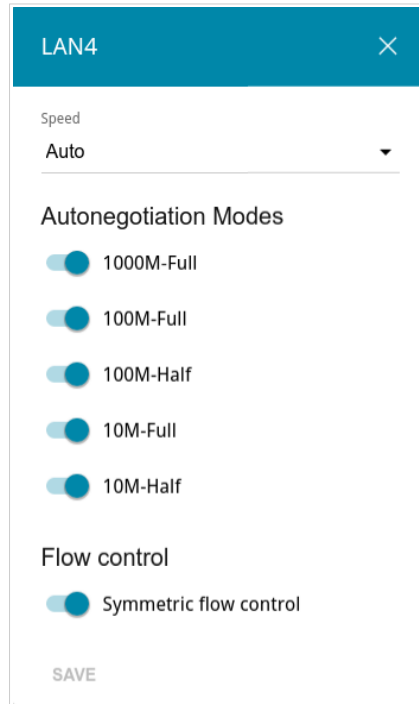 LAN4
Speed
Auto
Autonegotiation Modes
1000M-Full
100M-Full
100M-Half
10M-Full
10M-Half
Flow control
Symmetric flow control
SAVE